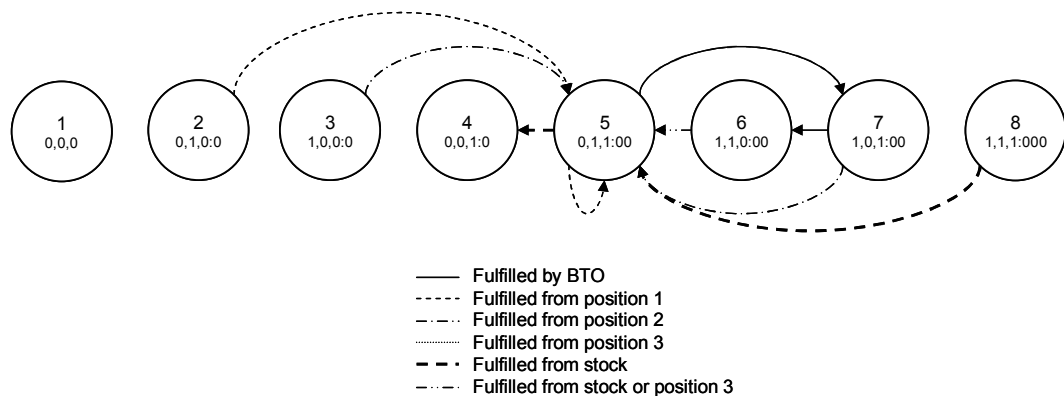 1
0,0,0
2
0,1,0:0
3
1,0,0:0
4
0,0,1:0
5
0,1,1:00
6
1,1,0:00
7
1,0,1:00
8
1,1,1:000
Fulfilled by BTO
Fulfilled from position 1
Fulfilled from position 2
Fulfilled from position 3
Fulfilled from stock
Fulfilled from stock or position 3